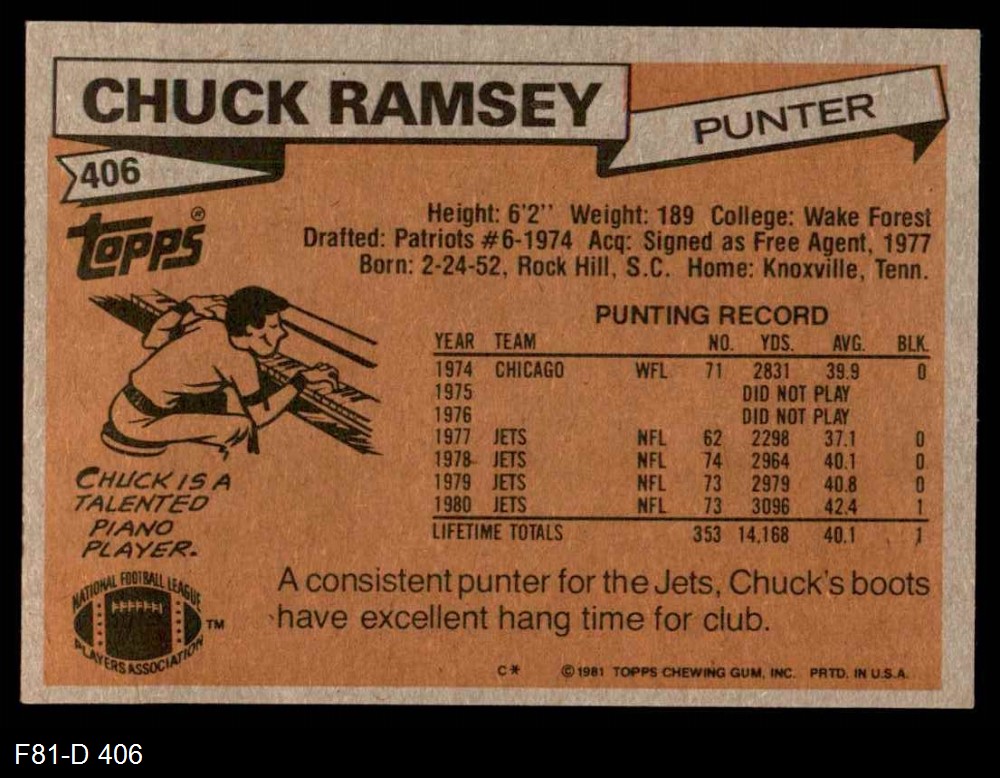 CHUCK RAMSEY
PUNTER
406
TOPPS®
Height: 6'2'' Weight: 189 College: Wake Forest
Drafted: Patriots #6-1974 Acq: Signed as Free Agent, 1977
Born: 2-24-52, Rock Hill, S.C. Home: Knoxville, Tenn.
PUNTING RECORD
YEAR TEAM NO. YDS. AVG. BLK.
1974 CHICAGO WFL 71 2831 39.9 0
1975 DID NOT PLAY
1976 DID NOT PLAY
1977 JETS NFL 62 2298 37.1 0
1978 JETS NFL 74 2964 40.1 0
1979 JETS NFL 73 2979 40.8 0
1980 JETS NFL 73 3096 42.4 1
LIFETIME TOTALS 353 14,168 40.1 1
CHUCK IS A
TALENTED
PIANO
PLAYER.
NATIONAL FOOTBALL LEAGUE
PLAYERS ASSOCIATION
TM
A consistent punter for the Jets, Chuck's boots
have excellent hang time for club.
C* ©1981 TOPPS CHEWING GUM, INC. PRTD. IN U.S.A.
F81-D 406